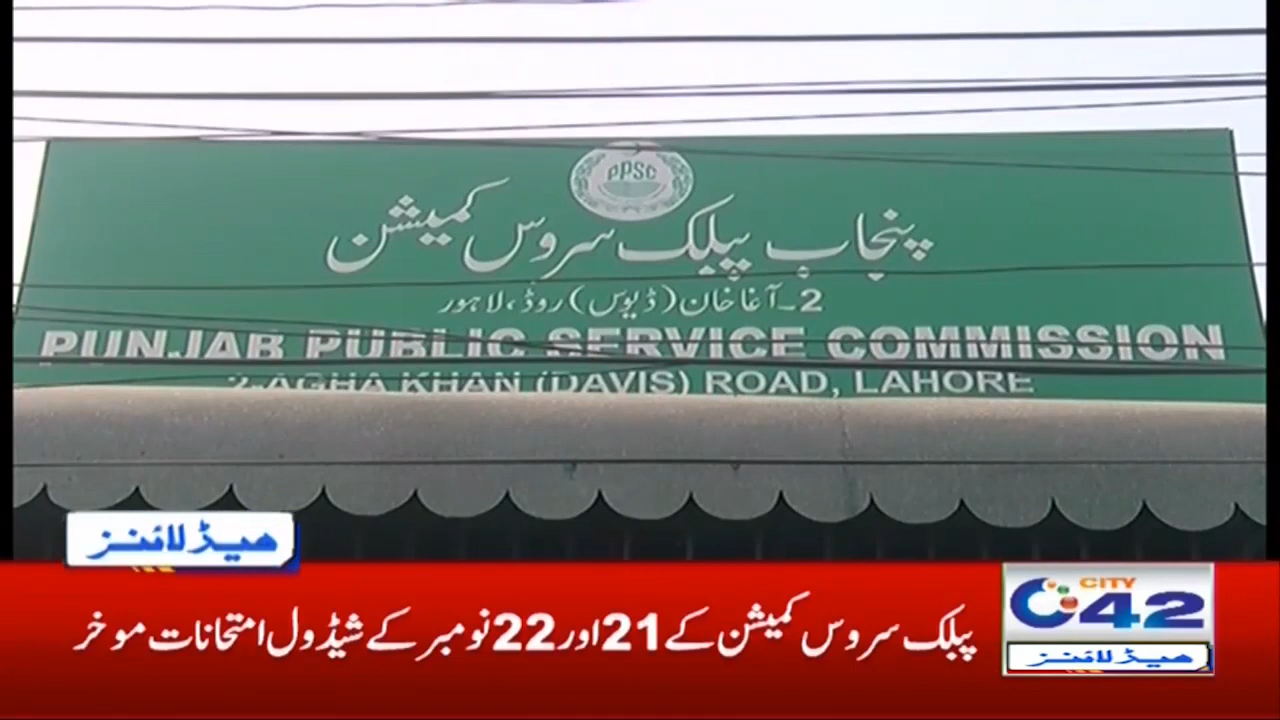 PPSC
پنجاب پبلک سروس کمیشن
2۔ آغا خان (ڈیوس) روڈ، لاہور
PUNJAB PUBLIC SERVICE COMMISSION
2-AGHA KHAN (DAVIS) ROAD, LAHORE
ہیڈ لائنز
پبلک سروس کمیشن کے 21 اور 22 نومبر کے شیڈول امتحانات موخر
CITY
42
ہیڈ لائنز